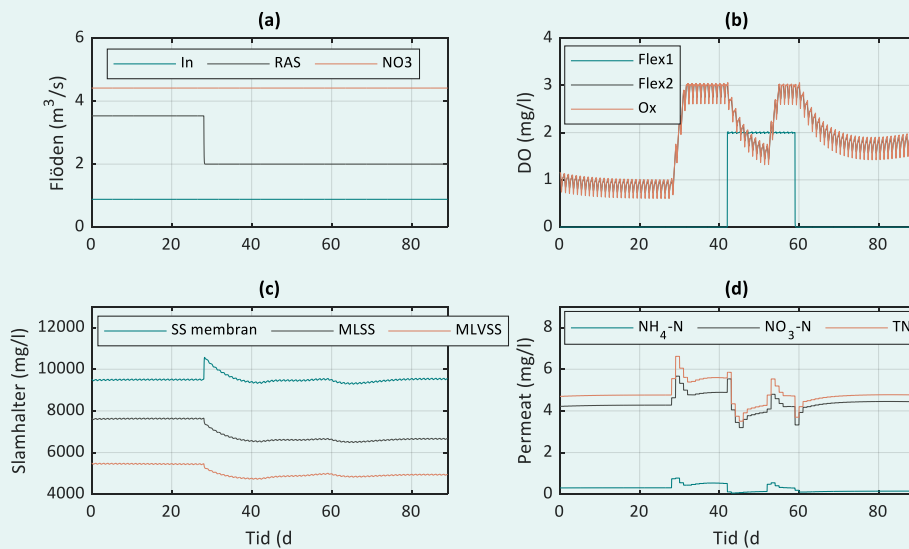 (a)
6
4
2
0
Flöden (m³/s)
In RAS NO3
0 20 40 60 80
(b)
4
3
2
1
0
DO (mg/l)
Flex1
Flex2
Ox
0 20 40 60 80
(c)
12000
10000
8000
6000
4000
Slamhalter (mg/l)
SS membran MLSS MLVSS
0 20 40 60 80
Tid (d
(d)
8
6
4
2
0
Permeat (mg/l)
NH₄-N NO₃-N TN
0 20 40 60 80
Tid (d